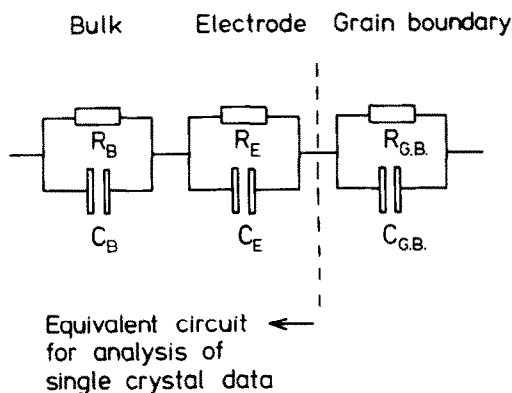 Bulk Electrode Grain boundary
R_B R_E R_G.B.
C_B C_E C_G.B.
Equivalent circuit
for analysis of
single crystal data